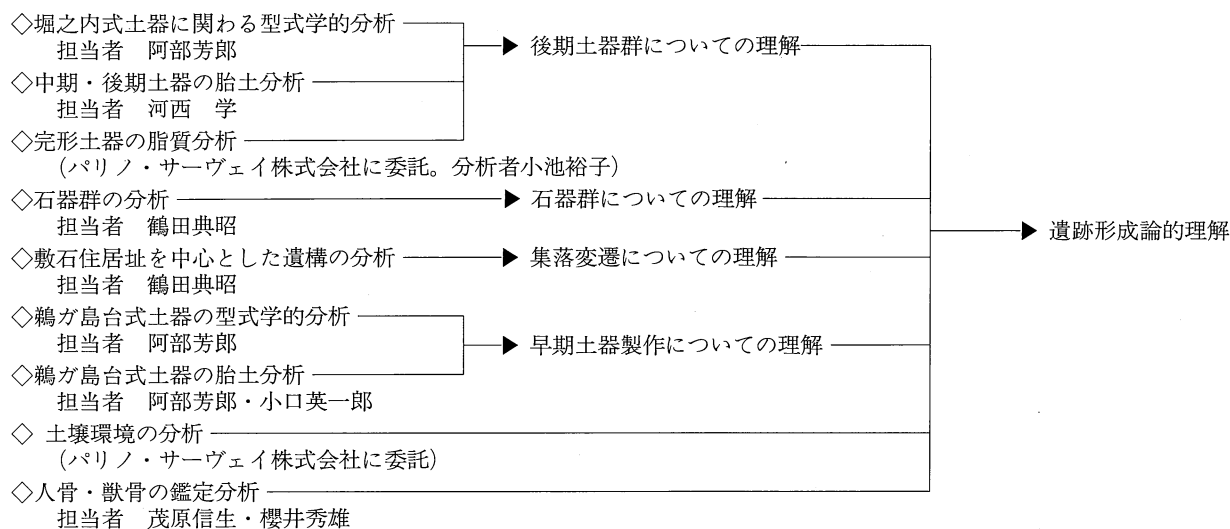 ◇堀之内式土器に関わる型式学的分析
担当者　阿部芳郎
▶ 後期土器群についての理解
◇中期・後期土器の胎土分析
担当者　河西　学
◇完形土器の脂質分析
（パリノ・サーヴェイ株式会社に委託。分析者小池裕子）
◇石器群の分析
▶ 石器群についての理解
担当者　鶴田典昭
▶ 遺跡形成論的理解
◇敷石住居址を中心とした遺構の分析
▶ 集落変遷についての理解
担当者　鶴田典昭
◇鵜ガ島台式土器の型式学的分析
担当者　阿部芳郎
▶ 早期土器製作についての理解
◇鵜ガ島台式土器の胎土分析
担当者　阿部芳郎・小口英一郎
◇ 土壌環境の分析
（パリノ・サーヴェイ株式会社に委託）
◇人骨・獣骨の鑑定分析
担当者　茂原信生・櫻井秀雄